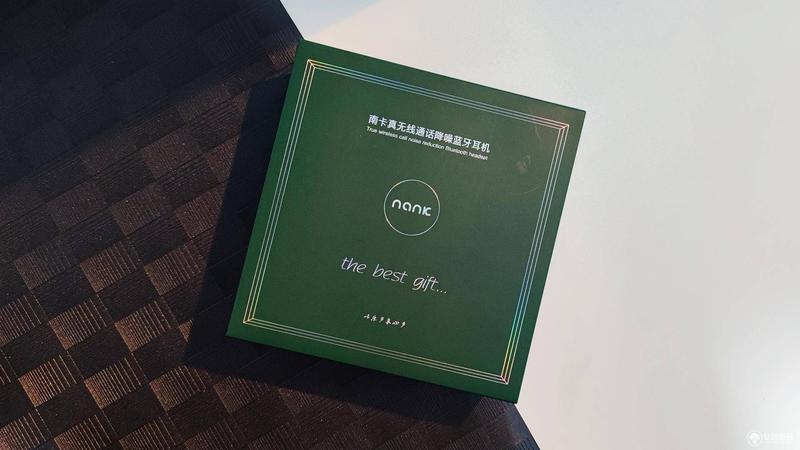 南卡真无线通话降噪蓝牙耳机
True wireless call noise reduction Bluetooth headset
nank
the best gift...